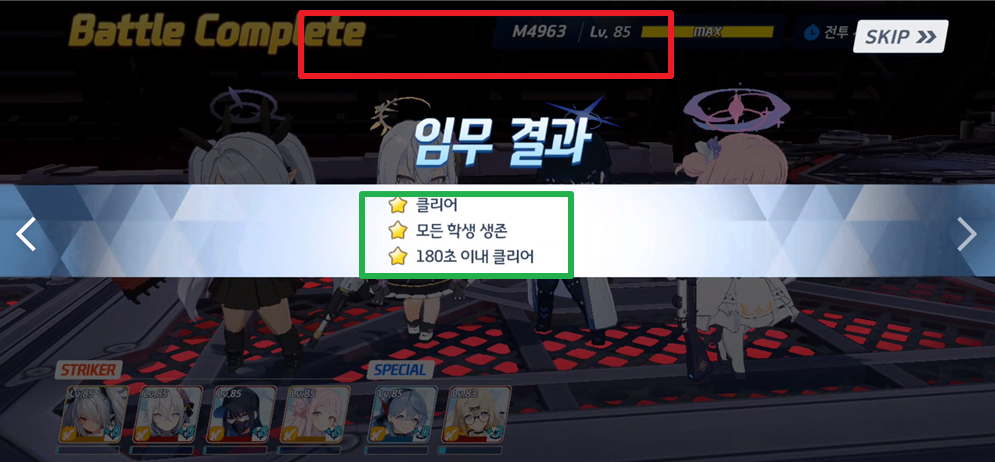 Battle Complete
M4963 Lv. 85 MAX 전투
SKIP
임무 결과
클리어
모든 학생 생존
180초 이내 클리어
STRIKER SPECIAL
Lv.85 Lv.85 Lv.85 Lv.85 Lv.85 Lv.83